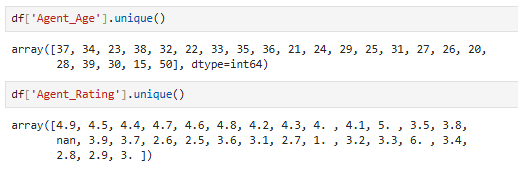 df['Agent_Age'].unique()
array([37, 34, 23, 38, 32, 22, 33, 35, 36, 21, 24, 29, 25, 31, 27, 26, 20,
28, 39, 30, 15, 50], dtype=int64)
df['Agent_Rating'].unique()
array([4.9, 4.5, 4.4, 4.7, 4.6, 4.8, 4.2, 4.3, 4. , 4.1, 5. , 3.5, 3.8,
nan, 3.9, 3.7, 2.6, 2.5, 3.6, 3.1, 2.7, 1. , 3.2, 3.3, 6. , 3.4,
2.8, 2.9, 3. ])